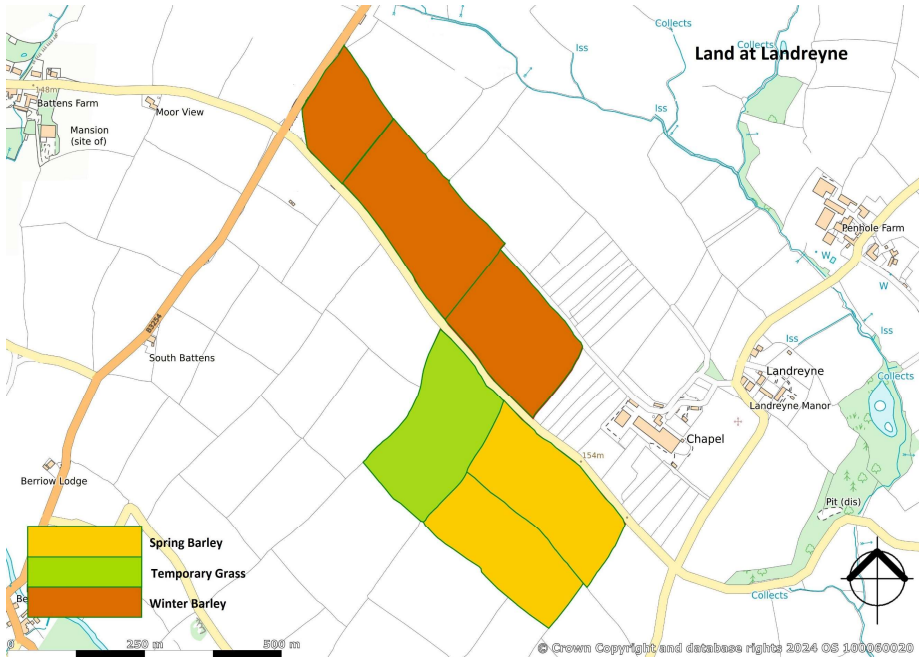 Collects
Iss
Collects
Land at Landreyne
148m
Battens Farm
Moor View
Iss
Mansion
(site of)
Penhole Farm
W
W
B3254
Iss
South Battens
Landreyne
Collects
Landreyne Manor
Chapel
154m
Berriow Lodge
Pit (dis)
Spring Barley
Temporary Grass
Winter Barley
Be
Collects
0 250 m 500 m
© Crown Copyright and database rights 2024 OS 100060020